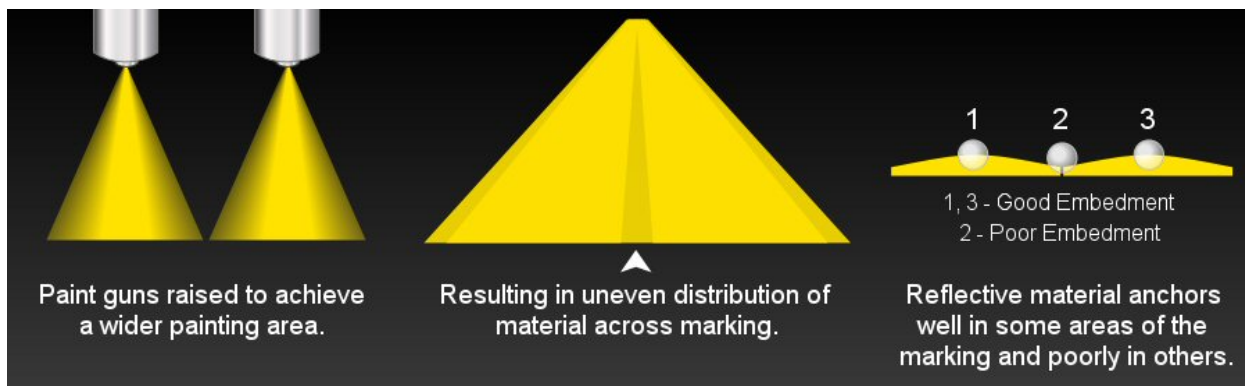 Paint guns raised to achieve
a wider painting area.
Resulting in uneven distribution of
material across marking.
1 2 3
1, 3 - Good Embedment
2 - Poor Embedment
Reflective material anchors
well in some areas of the
marking and poorly in others.